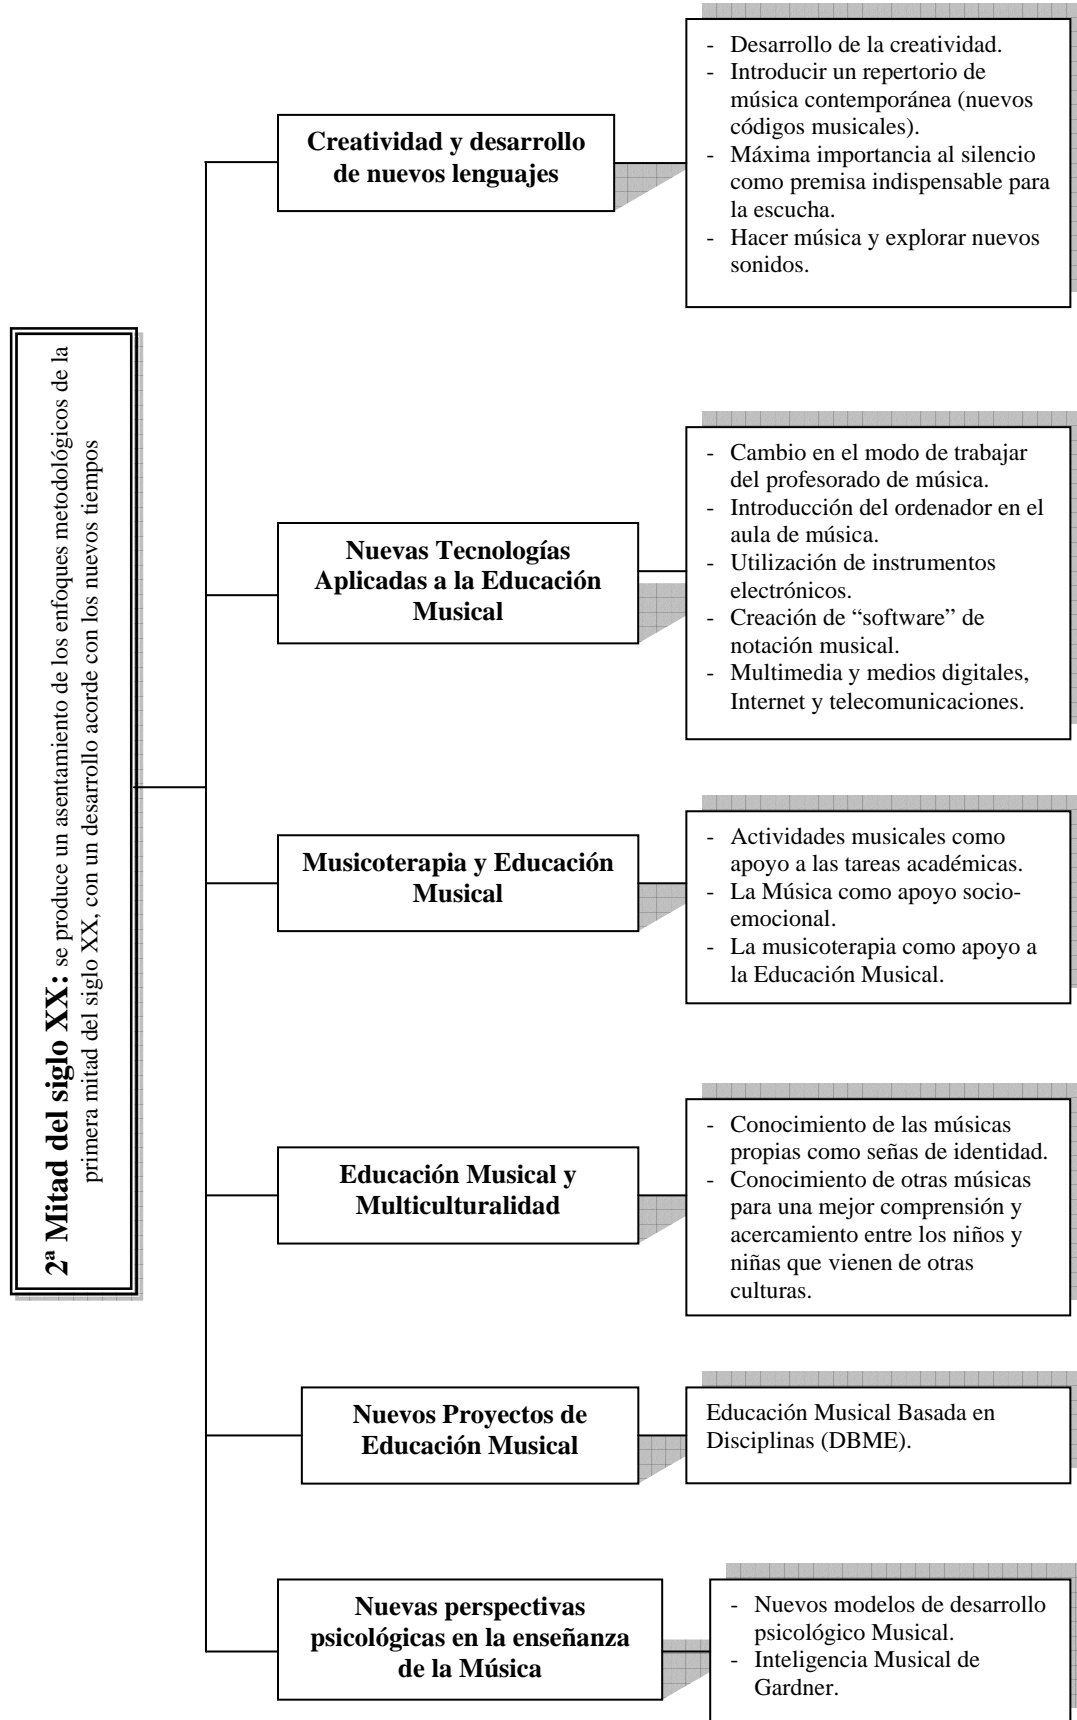 2ª Mitad del siglo XX: se produce un asentamiento de los enfoques metodológicos de la
primera mitad del siglo XX, con un desarrollo acorde con los nuevos tiempos
Creatividad y desarrollo
de nuevos lenguajes
- Desarrollo de la creatividad.
- Introducir un repertorio de
música contemporánea (nuevos
códigos musicales).
- Máxima importancia al silencio
como premisa indispensable para
la escucha.
- Hacer música y explorar nuevos
sonidos.
Nuevas Tecnologías
Aplicadas a la Educación
Musical
- Cambio en el modo de trabajar
del profesorado de música.
- Introducción del ordenador en el
aula de música.
- Utilización de instrumentos
electrónicos.
- Creación de “software” de
notación musical.
- Multimedia y medios digitales,
Internet y telecomunicaciones.
Musicoterapia y Educación
Musical
- Actividades musicales como
apoyo a las tareas académicas.
- La Música como apoyo socio-
emocional.
- La musicoterapia como apoyo a
la Educación Musical.
Educación Musical y
Multiculturalidad
- Conocimiento de las músicas
propias como señas de identidad.
- Conocimiento de otras músicas
para una mejor comprensión y
acercamiento entre los niños y
niñas que vienen de otras
culturas.
Nuevos Proyectos de
Educación Musical
Educación Musical Basada en
Disciplinas (DBME).
Nuevas perspectivas
psicológicas en la enseñanza
de la Música
- Nuevos modelos de desarrollo
psicológico Musical.
- Inteligencia Musical de
Gardner.